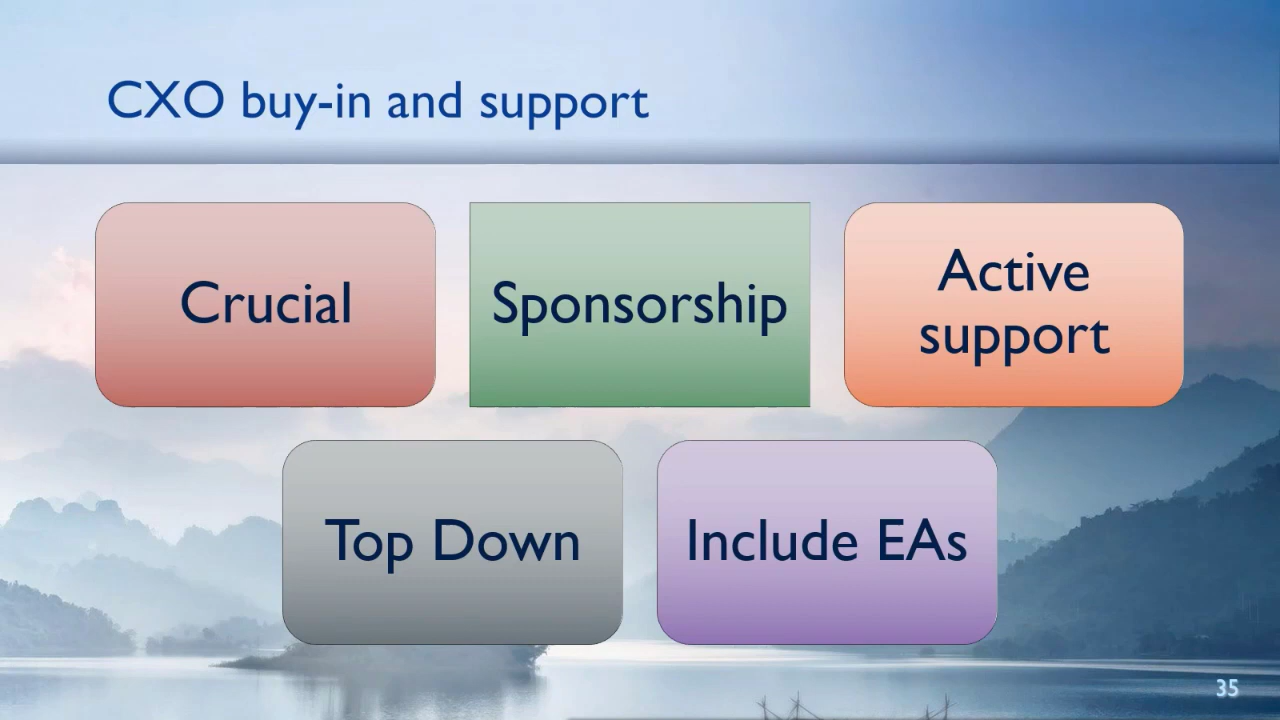 CXO buy-in and support
Crucial
Sponsorship
Active
support
Top Down
Include EAs
35